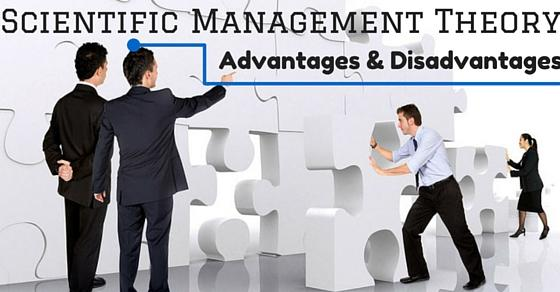 Scientific Management Theory
Advantages & Disadvantages